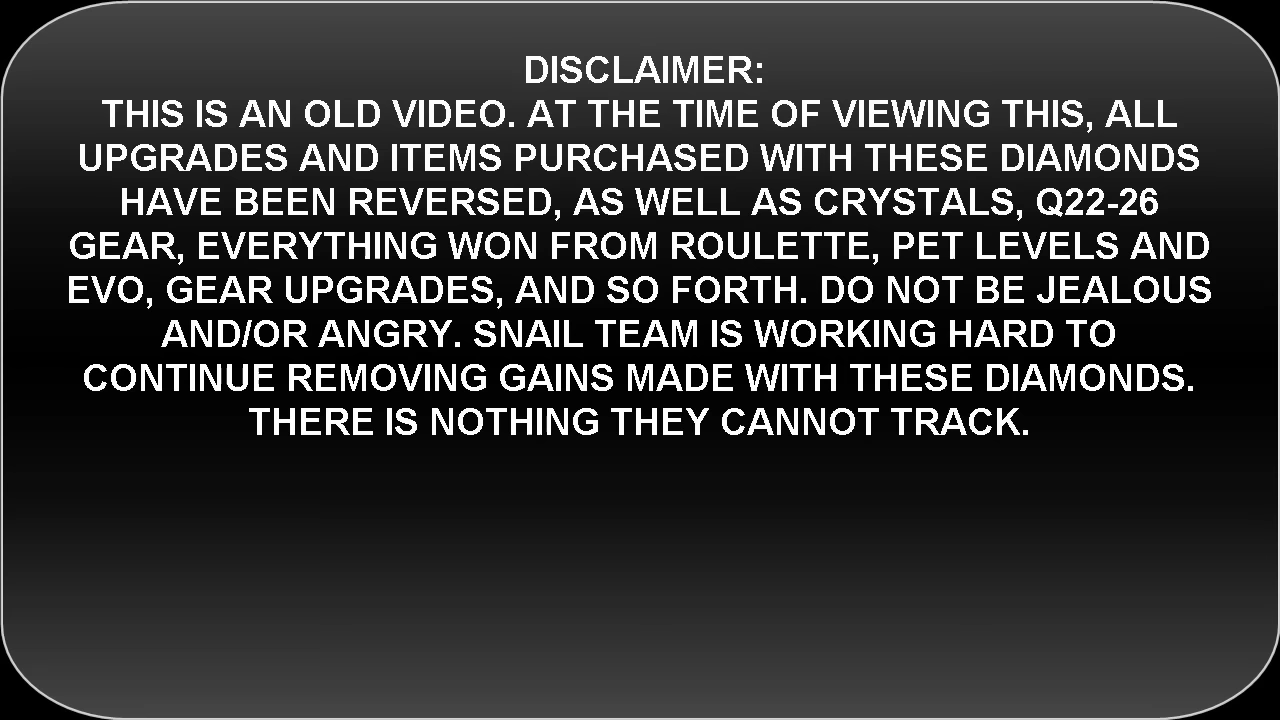 DISCLAIMER:
THIS IS AN OLD VIDEO. AT THE TIME OF VIEWING THIS, ALL
UPGRADES AND ITEMS PURCHASED WITH THESE DIAMONDS
HAVE BEEN REVERSED, AS WELL AS CRYSTALS, Q22-26
GEAR, EVERYTHING WON FROM ROULETTE, PET LEVELS AND
EVO, GEAR UPGRADES, AND SO FORTH. DO NOT BE JEALOUS
AND/OR ANGRY. SNAIL TEAM IS WORKING HARD TO
CONTINUE REMOVING GAINS MADE WITH THESE DIAMONDS.
THERE IS NOTHING THEY CANNOT TRACK.